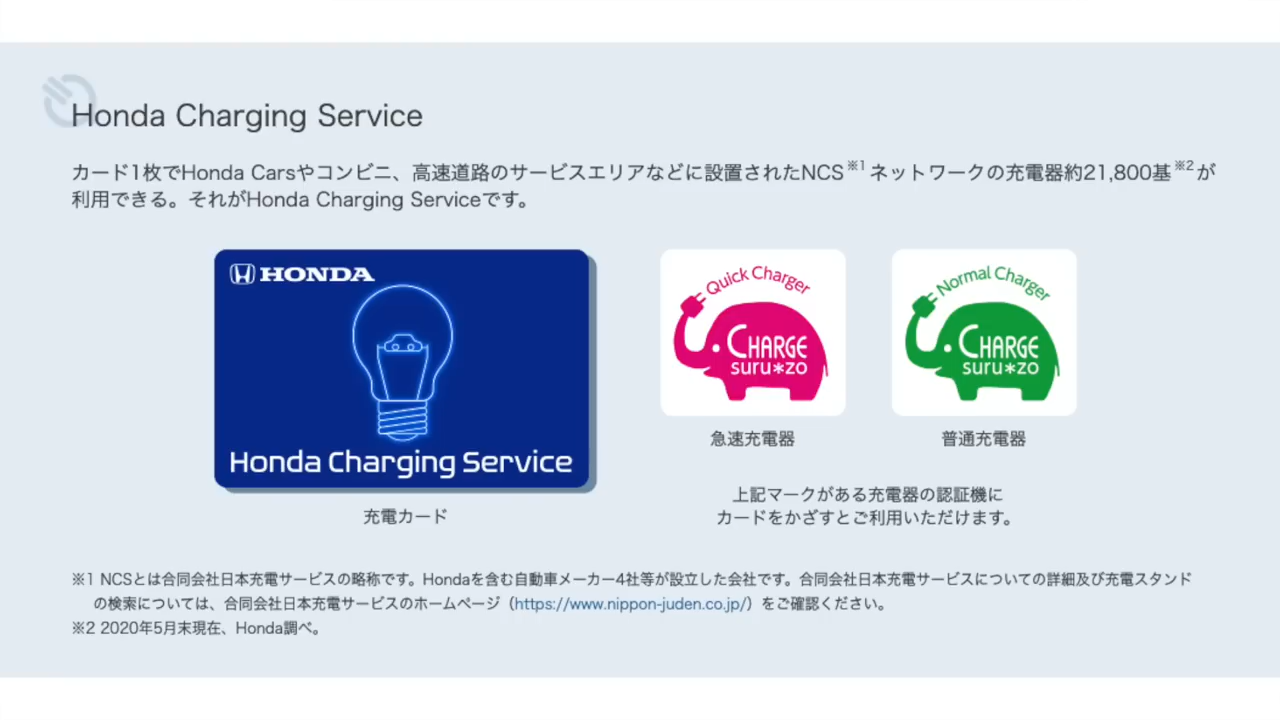 Honda Charging Service
カード1枚でHonda Carsやコンビニ、高速道路のサービスエリアなどに設置されたNCS※1ネットワークの充電器約21,800基※2が
利用できる。それがHonda Charging Serviceです。
HONDA
Honda Charging Service
充電カード
Quick Charger
CHARGE
suru*zo
急速充電器
Normal Charger
CHARGE
suru*zo
普通充電器
上記マークがある充電器の認証機に
カードをかざすとご利用いただけます。
※1 NCSとは合同会社日本充電サービスの略称です。Hondaを含む自動車メーカー4社等が設立した会社です。合同会社日本充電サービスについての詳細及び充電スタンド
の検索については、合同会社日本充電サービスのホームページ（https://www.nippon-juden.co.jp/）をご確認ください。
※2 2020年5月末現在、Honda調べ。